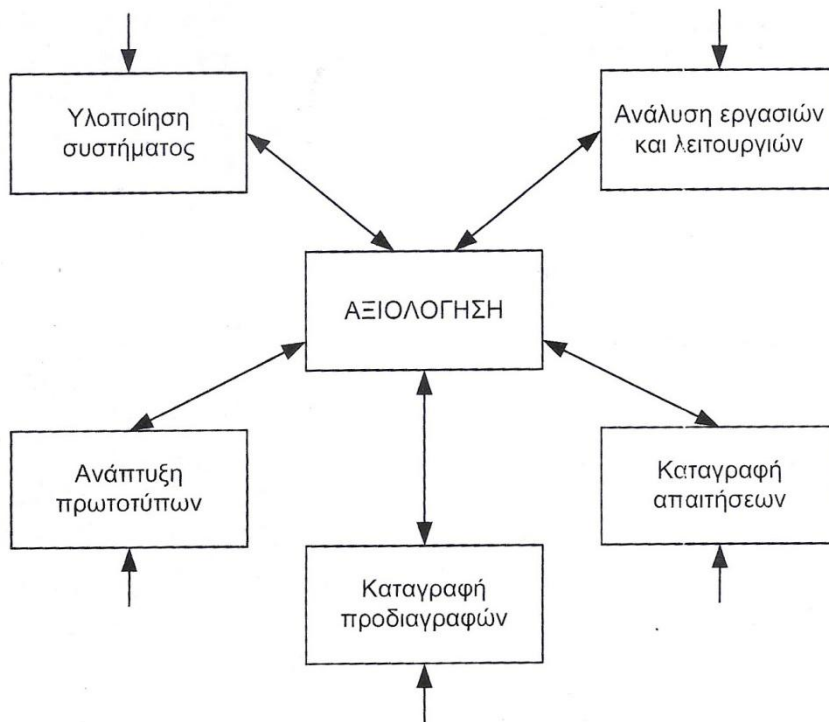 Υλοποίηση
συστήματος
Ανάλυση εργασιών
και λειτουργιών
ΑΞΙΟΛΟΓΗΣΗ
Ανάπτυξη
πρωτοτύπων
Καταγραφή
απαιτήσεων
Καταγραφή
προδιαγραφών